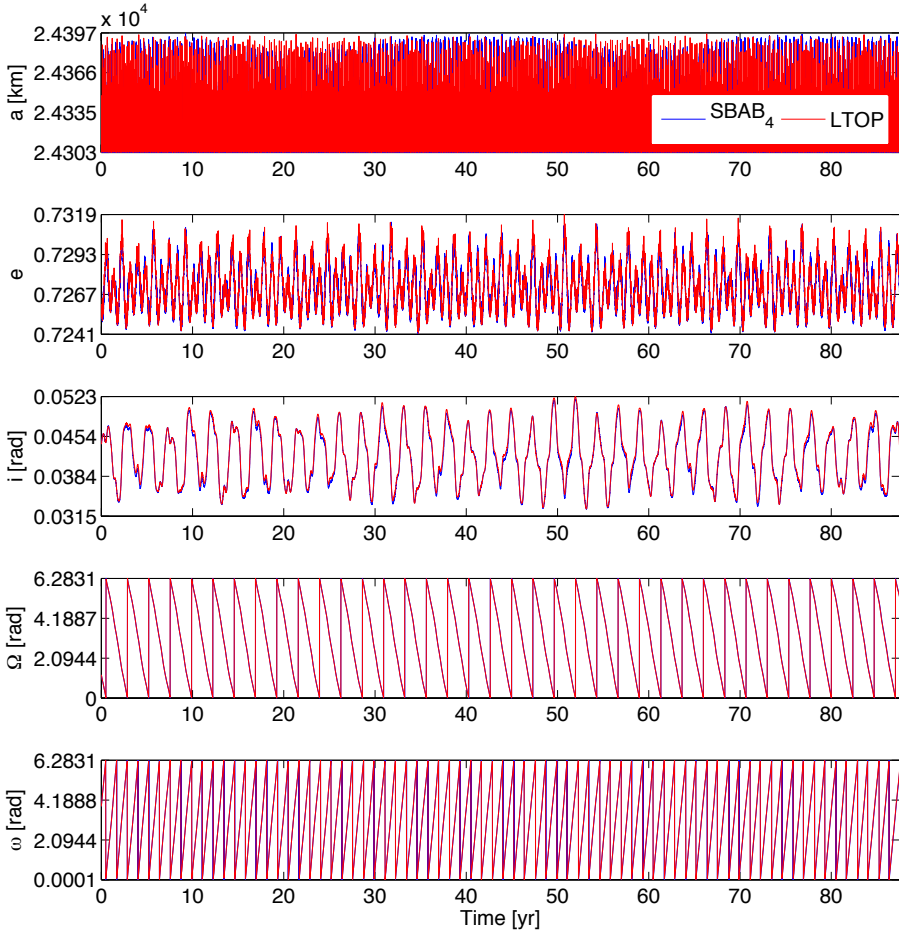 x 10^4
2.4397
2.4366
2.4335
2.4303
a [km]
SBAB_4
LTOP
0 10 20 30 40 50 60 70 80
0.7319
0.7293
0.7267
0.7241
e
0 10 20 30 40 50 60 70 80
0.0523
0.0454
0.0384
0.0315
i [rad]
0 10 20 30 40 50 60 70 80
6.2831
4.1887
2.0944
0
Ω [rad]
0 10 20 30 40 50 60 70 80
6.2831
4.1888
2.0944
0.0001
ω [rad]
0 10 20 30 40 50 60 70 80
Time [yr]